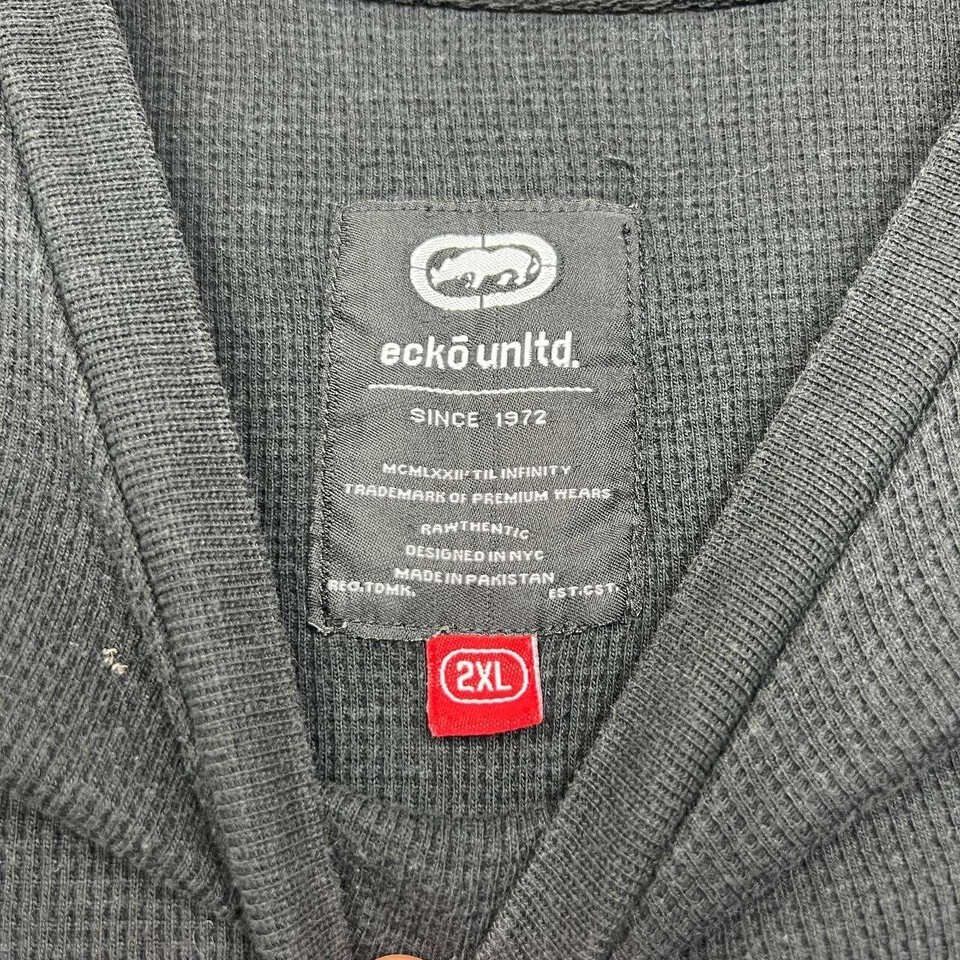 eckō unltd.
SINCE 1972
MCMLXXII 'TIL INFINITY
TRADEMARK OF PREMIUM WEARS
RAWTHENTIC
DESIGNED IN NYC
MADE IN PAKISTAN
REG.TDMK. EST.CST.
2XL